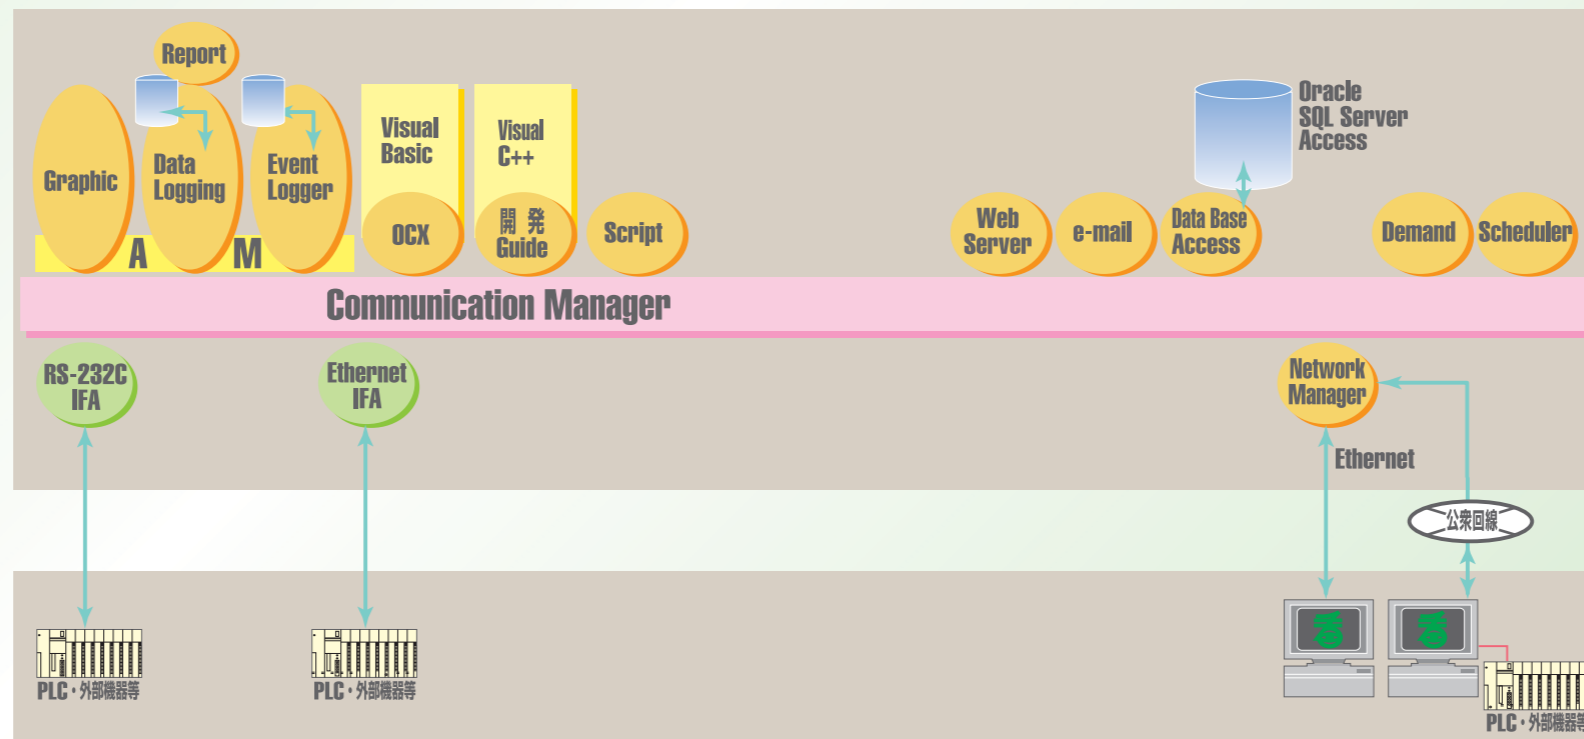 Report
Graphic
Data
Logging
Event
Logger
A M
Visual
Basic
OCX
Visual
C++
開 発
Guide
Script
Web
Server
e-mail
Data Base
Access
Oracle
SQL Server
Access
Demand
Scheduler
Communication Manager
RS-232C
IFA
Ethernet
IFA
Network
Manager
Ethernet
公衆回線
PLC・外部機器等
PLC・外部機器等
番
番
PLC・外部機器等